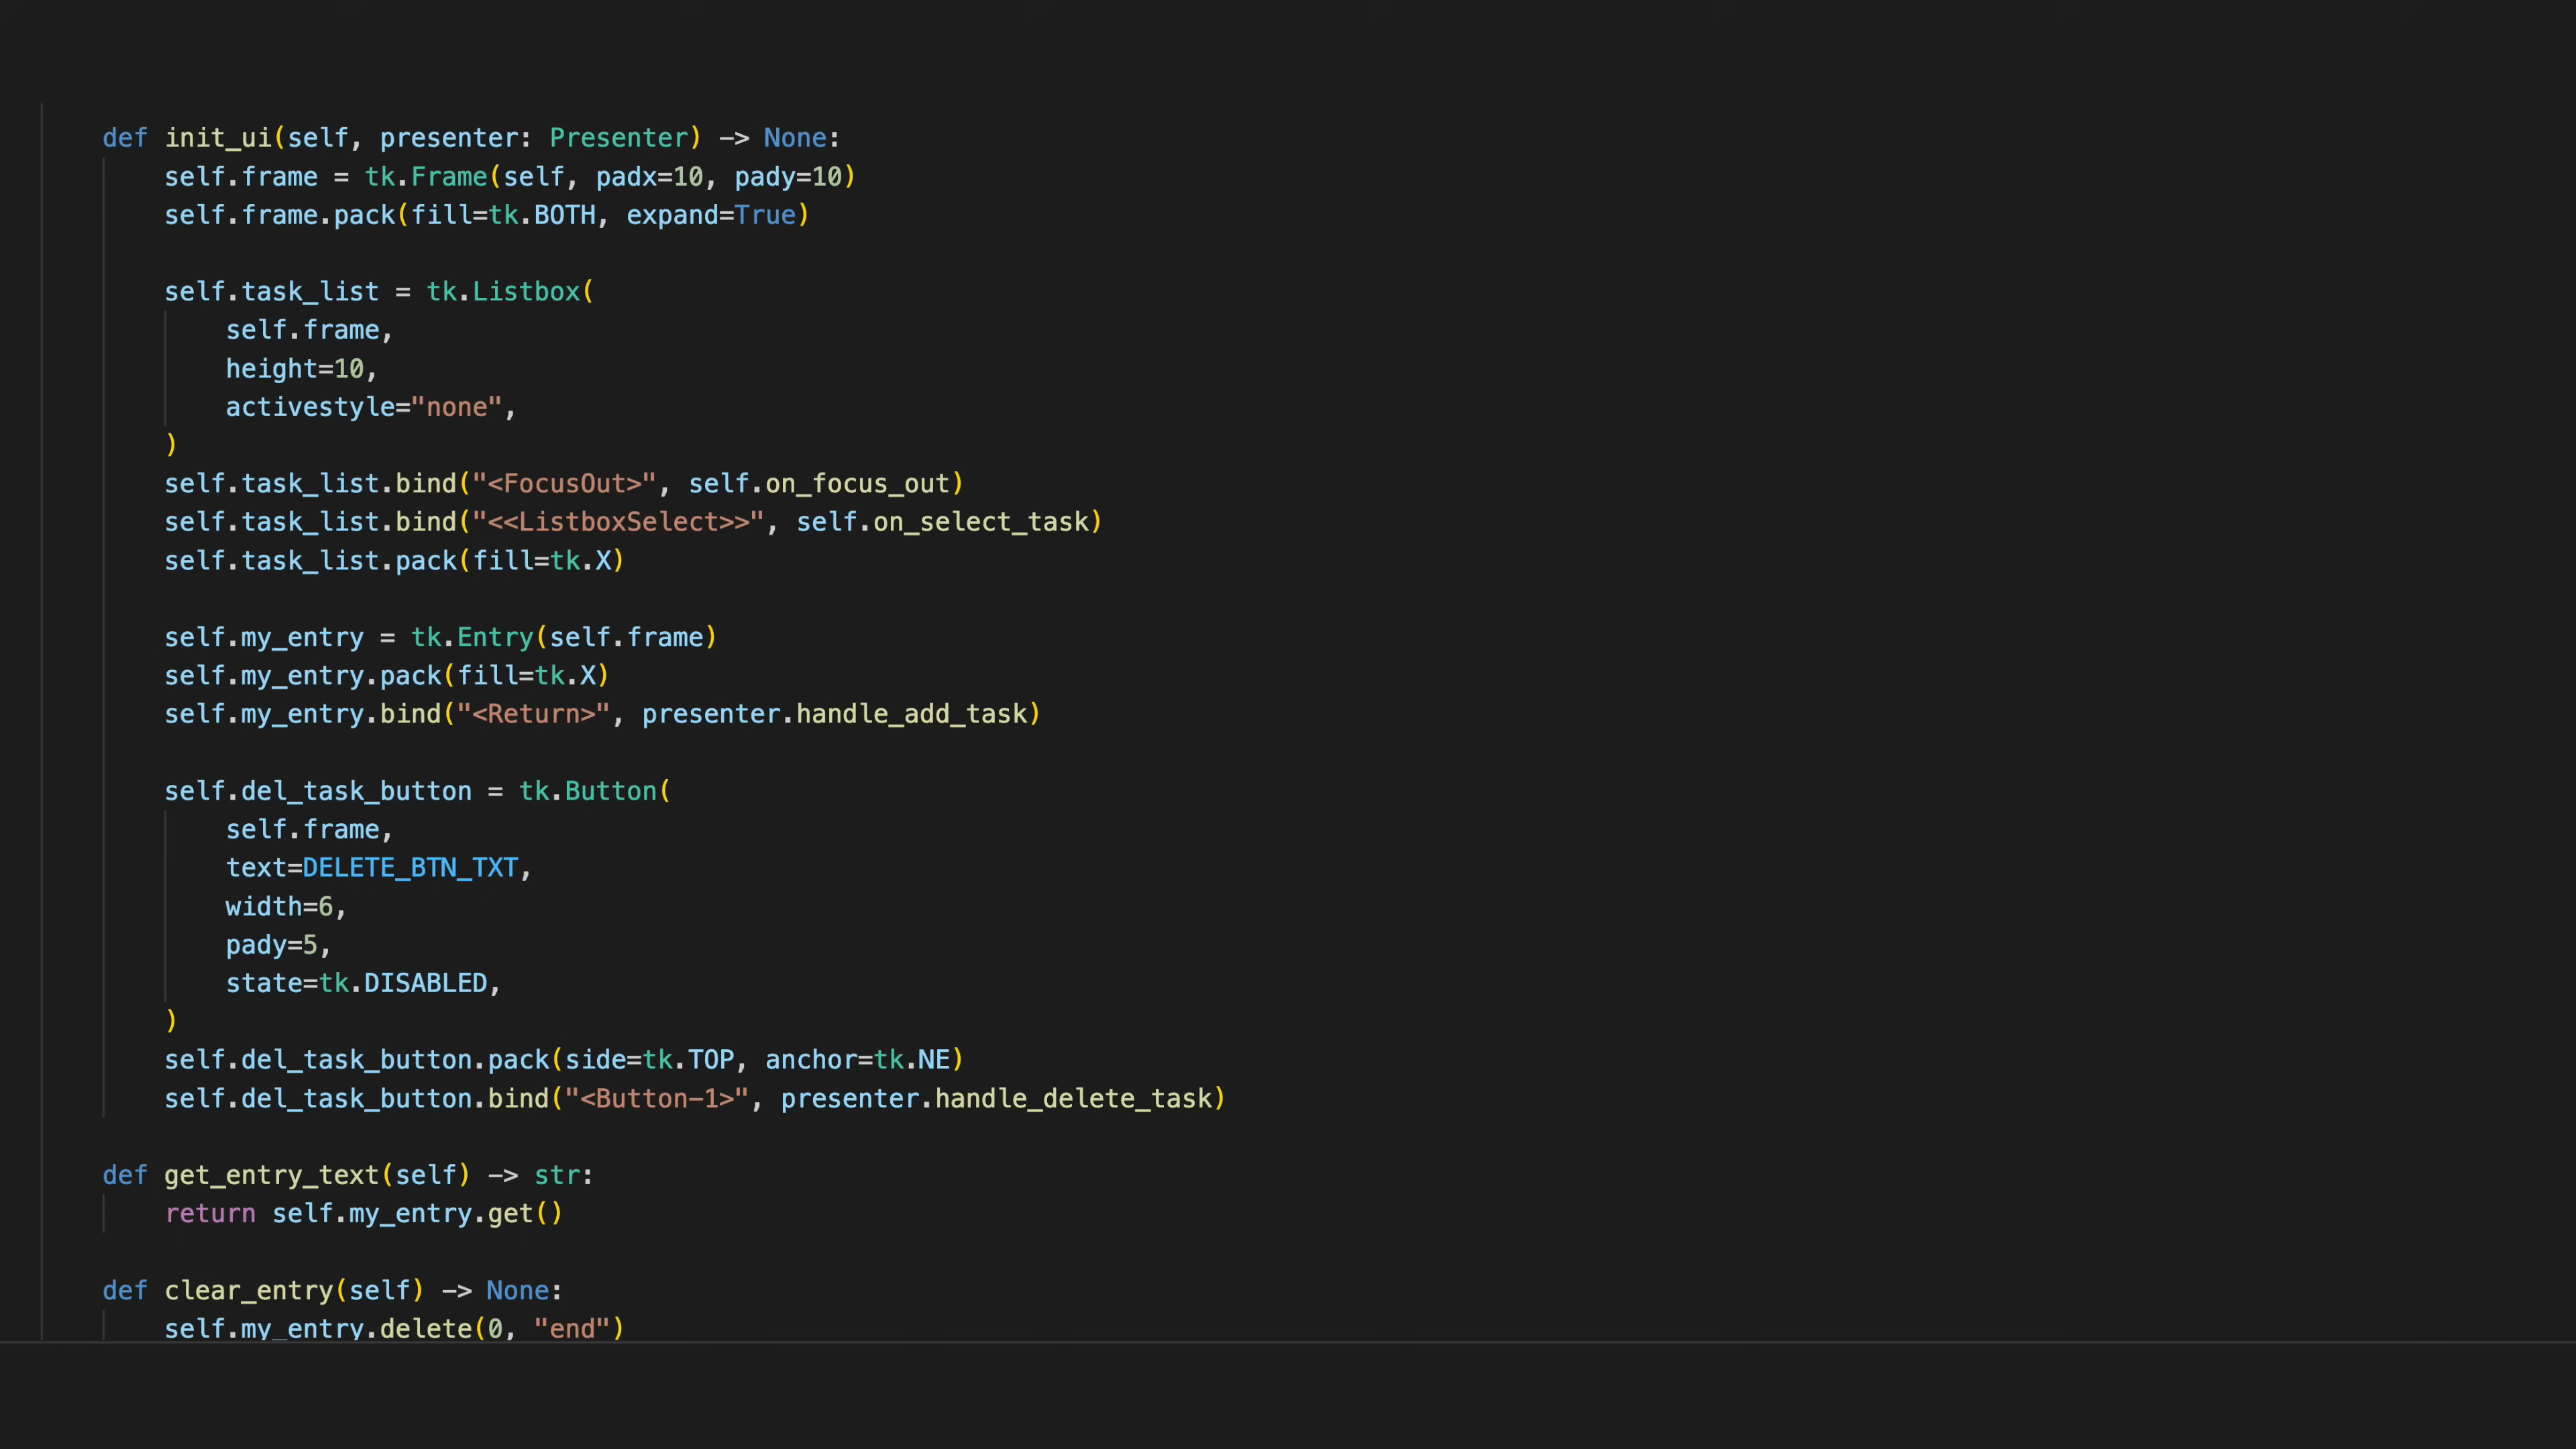 def init_ui(self, presenter: Presenter) -> None:
    self.frame = tk.Frame(self, padx=10, pady=10)
    self.frame.pack(fill=tk.BOTH, expand=True)

    self.task_list = tk.Listbox(
        self.frame,
        height=10,
        activestyle="none",
    )
    self.task_list.bind("<FocusOut>", self.on_focus_out)
    self.task_list.bind("<<ListboxSelect>>", self.on_select_task)
    self.task_list.pack(fill=tk.X)

    self.my_entry = tk.Entry(self.frame)
    self.my_entry.pack(fill=tk.X)
    self.my_entry.bind("<Return>", presenter.handle_add_task)

    self.del_task_button = tk.Button(
        self.frame,
        text=DELETE_BTN_TXT,
        width=6,
        pady=5,
        state=tk.DISABLED,
    )
    self.del_task_button.pack(side=tk.TOP, anchor=tk.NE)
    self.del_task_button.bind("<Button-1>", presenter.handle_delete_task)

def get_entry_text(self) -> str:
    return self.my_entry.get()

def clear_entry(self) -> None:
    self.my_entry.delete(0, "end")